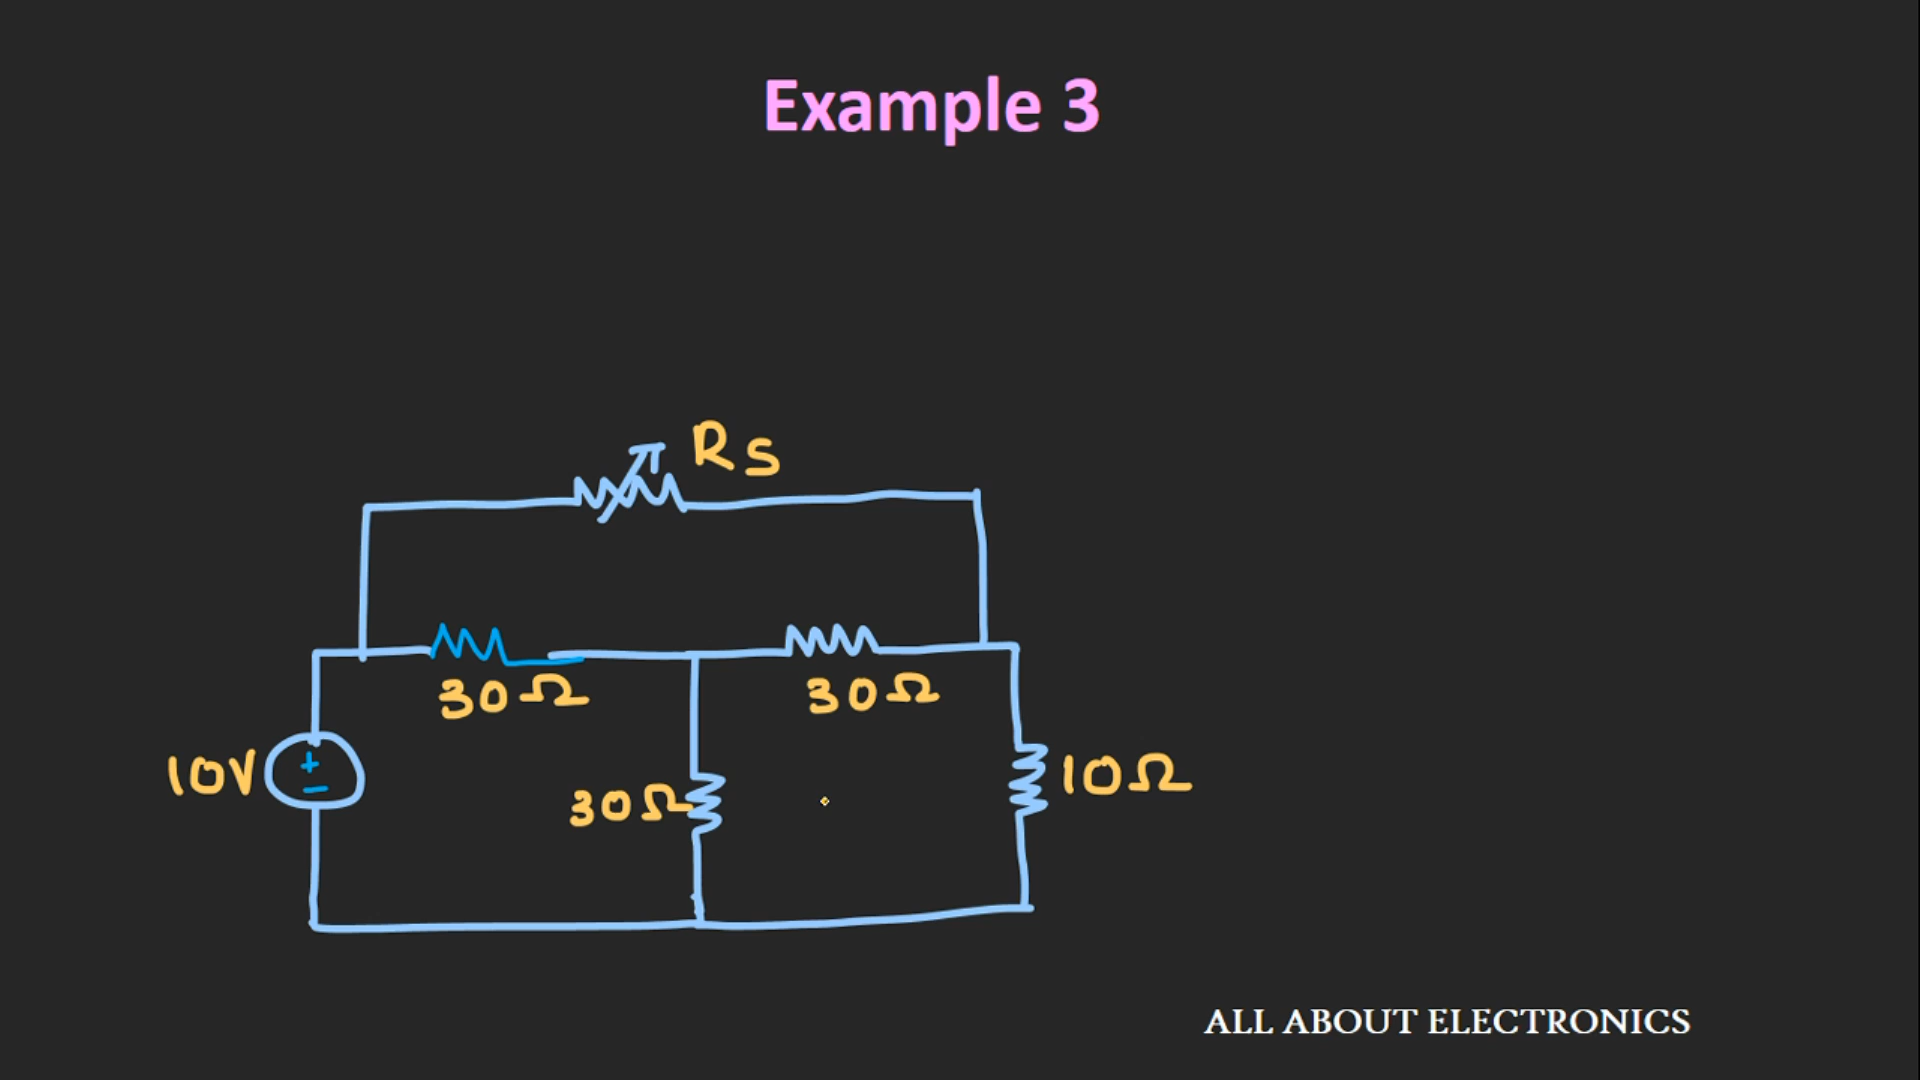 Example 3
Rs
30Ω
30Ω
10V
+
-
30Ω
10Ω
ALL ABOUT ELECTRONICS